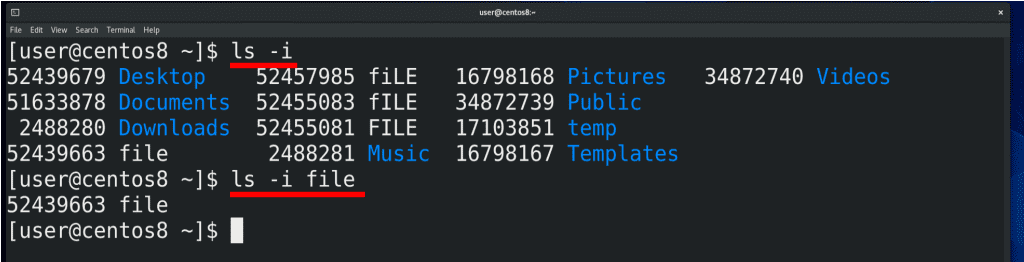 user@centos8:~ ×
File Edit View Search Terminal Help
[user@centos8 ~]$ ls -i
52439679 Desktop 52457985 fiLE 16798168 Pictures 34872740 Videos
51633878 Documents 52455083 fILE 34872739 Public
2488280 Downloads 52455081 FILE 17103851 temp
52439663 file 2488281 Music 16798167 Templates
[user@centos8 ~]$ ls -i file
52439663 file
[user@centos8 ~]$